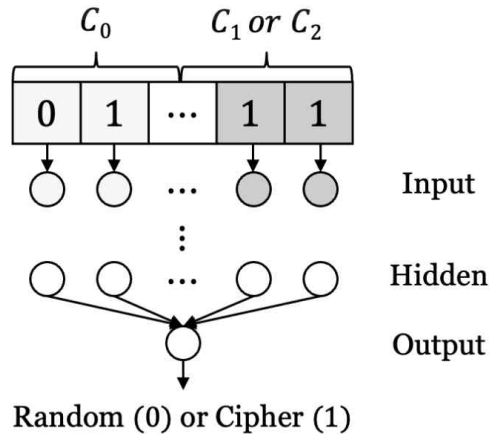 C₀ C₁ or C₂
0 1 ... 1 1
... Input
⋮
... Hidden
Output
Random (0) or Cipher (1)